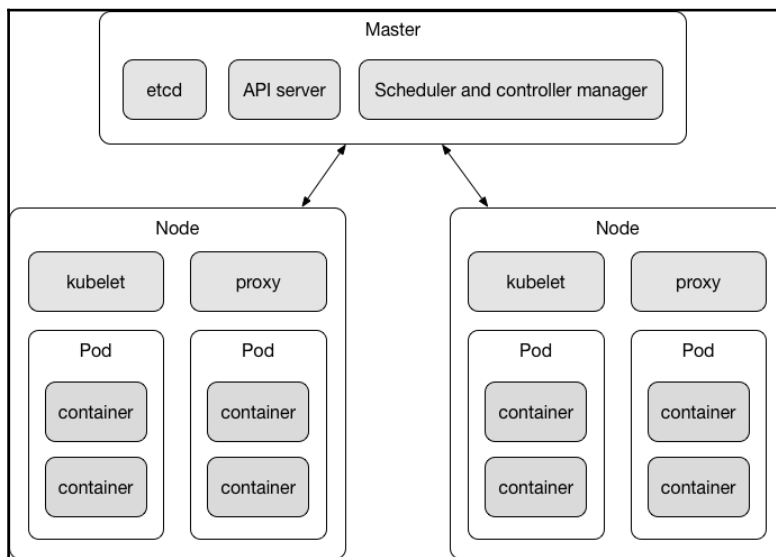 Master
etcd
API server
Scheduler and controller manager
Node
kubelet
proxy
Pod
container
container
Pod
container
container
Node
kubelet
proxy
Pod
container
container
Pod
container
container